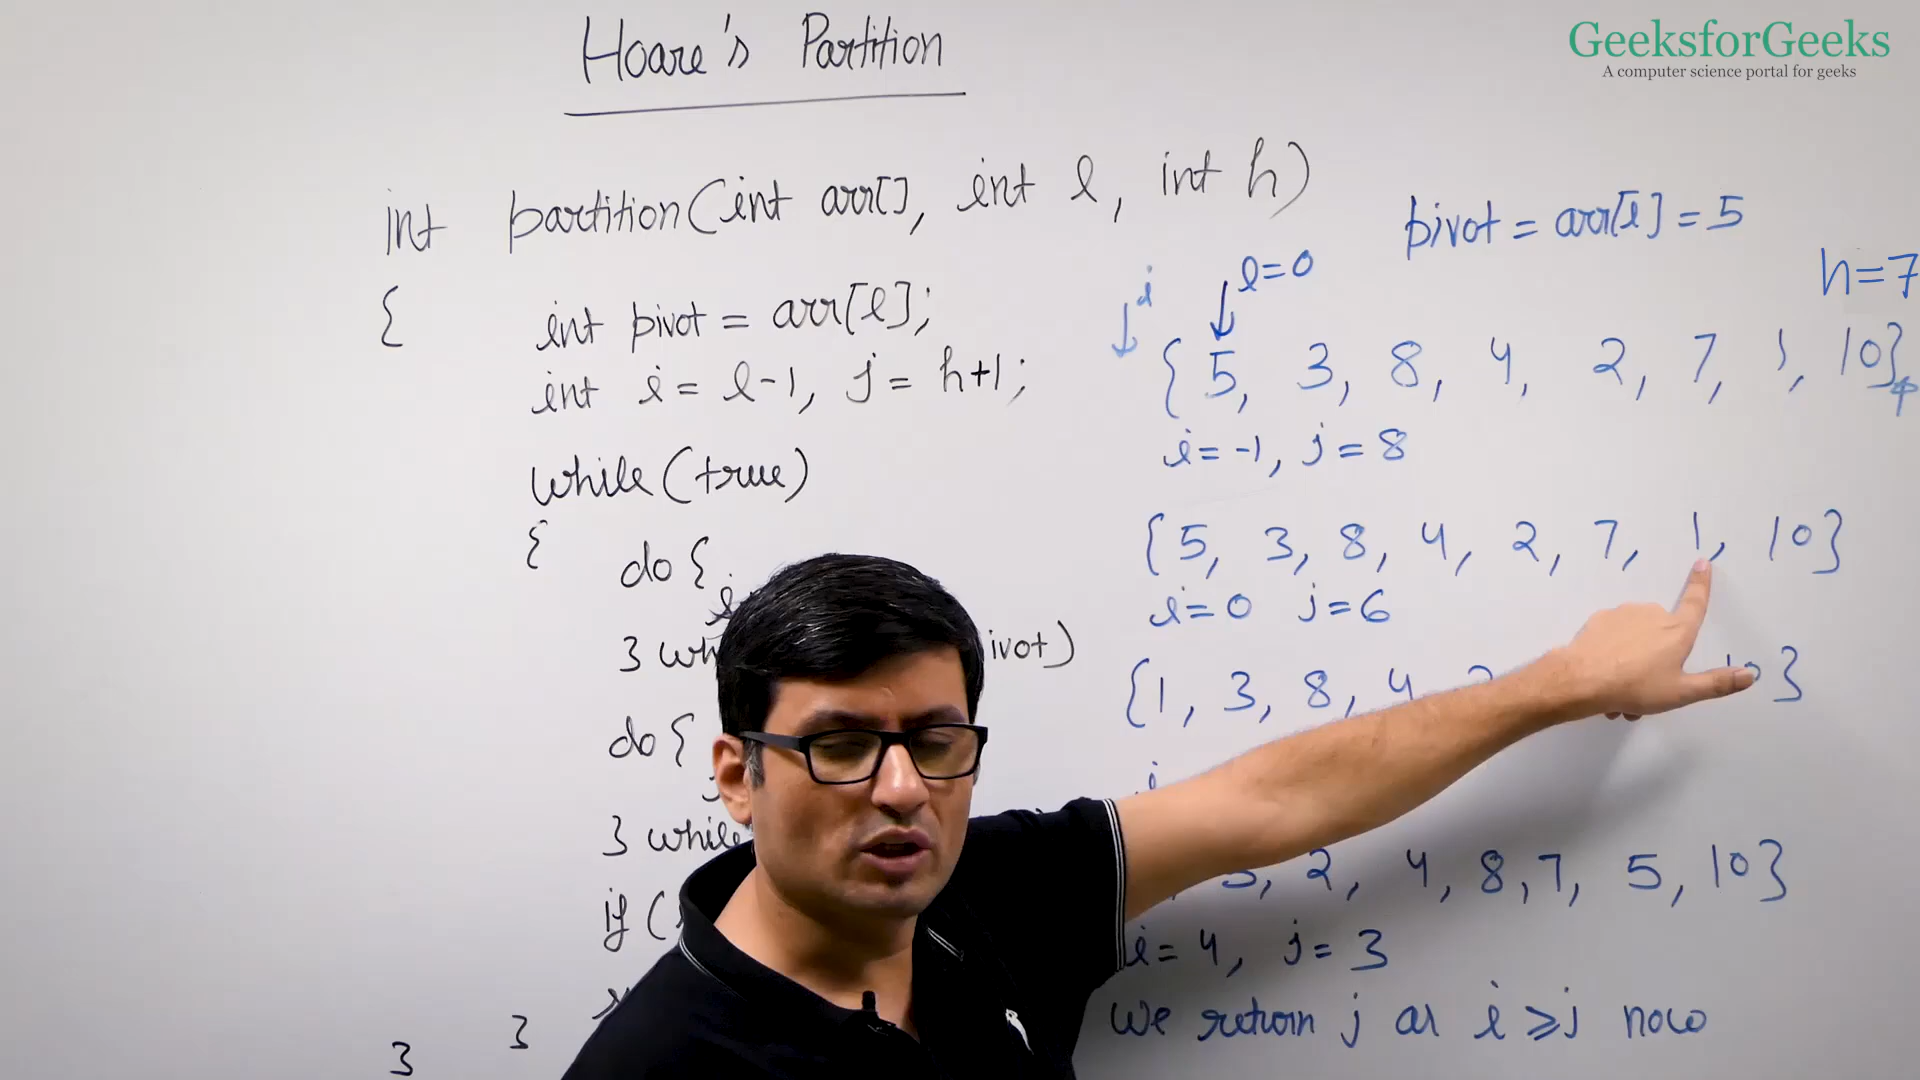 Hoare's Partition
GeeksforGeeks
A computer science portal for geeks
int partition(int arr[], int l, int h)
{
int pivot = arr[l];
int i = l-1, j = h+1;
while(true)
{
do{
} while
ivot)
do{
} while
if (
}
}
pivot = arr[l] = 5
h=7
i
l=0
{5, 3, 8, 4, 2, 7, 1, 10}
i=-1, j=8
{5, 3, 8, 4, 2, 7, 1, 10}
i=0 j=6
{1, 3, 8, 4 10}
2, 4, 8, 7, 5, 10}
i=4, j=3
We return j as i≥j now